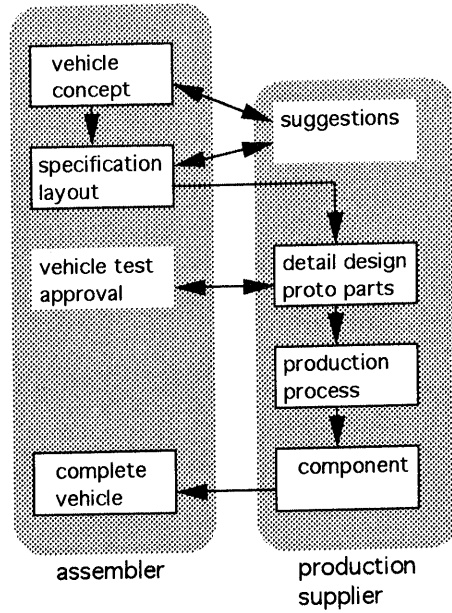 vehicle
concept
suggestions
specification
layout
vehicle test
approval
detail design
proto parts
production
process
complete
vehicle
component
assembler
production
supplier